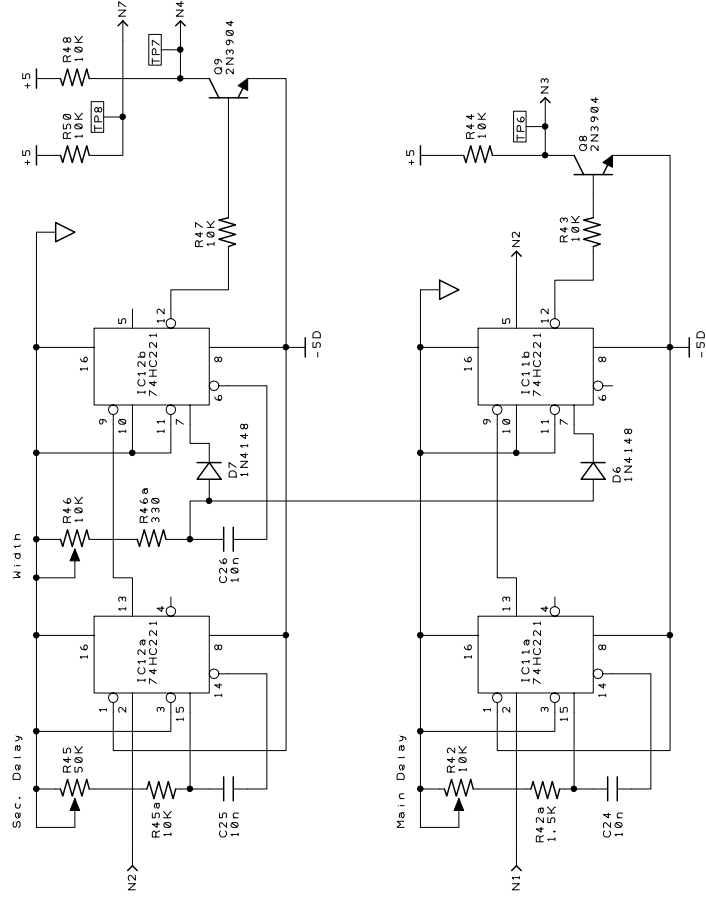 Sec. Delay
R45
50K
R45a
10K
C25
10n
N2
1
2
3
15
16
IC12a
74HC221
8
14
13
4
Width
R46
10K
R46a
330
C26
10n
D7
1N4148
9
10
11
7
16
IC12b
74HC221
8
6
5
12
-5D
R47
10K
+5
R50
10K
TP8
+5
R48
10K
TP7
Q9
2N3904
N7
N4
Main Delay
R42
10K
R42a
1.5K
C24
10n
N1
1
2
3
15
16
IC11a
74HC221
8
14
13
4
D6
1N4148
9
10
11
7
16
IC11b
74HC221
8
6
5
12
-5D
N2
R43
10K
+5
R44
10K
TP6
Q8
2N3904
N3